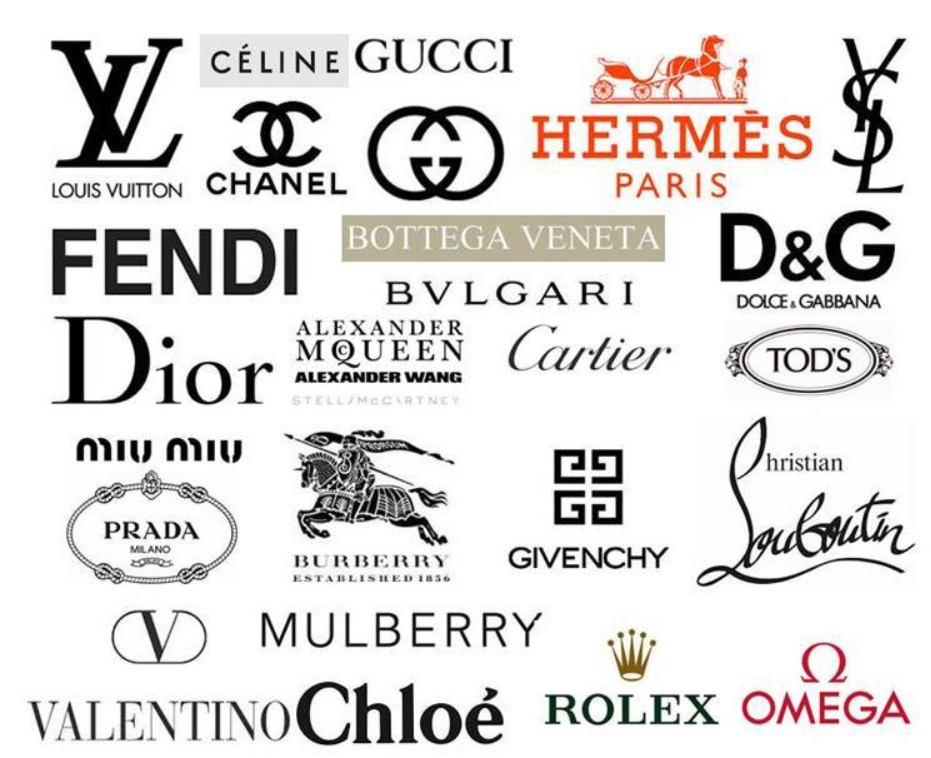 LV
LOUIS VUITTON
CÉLINE
GUCCI
CHANEL
HERMÈS
PARIS
YSL
FENDI
BOTTEGA VENETA
BVLGARI
D&G
DOLCE & GABBANA
Dior
ALEXANDER
MCQUEEN
ALEXANDER WANG
STELLA McCARTNEY
Cartier
TOD'S
miu miu
PRADA
MILANO
PRORSUM
BURBERRY
ESTABLISHED 1856
GIVENCHY
Christian
Louboutin
V
MULBERRY
VALENTINO
Chloé
ROLEX
Ω
OMEGA